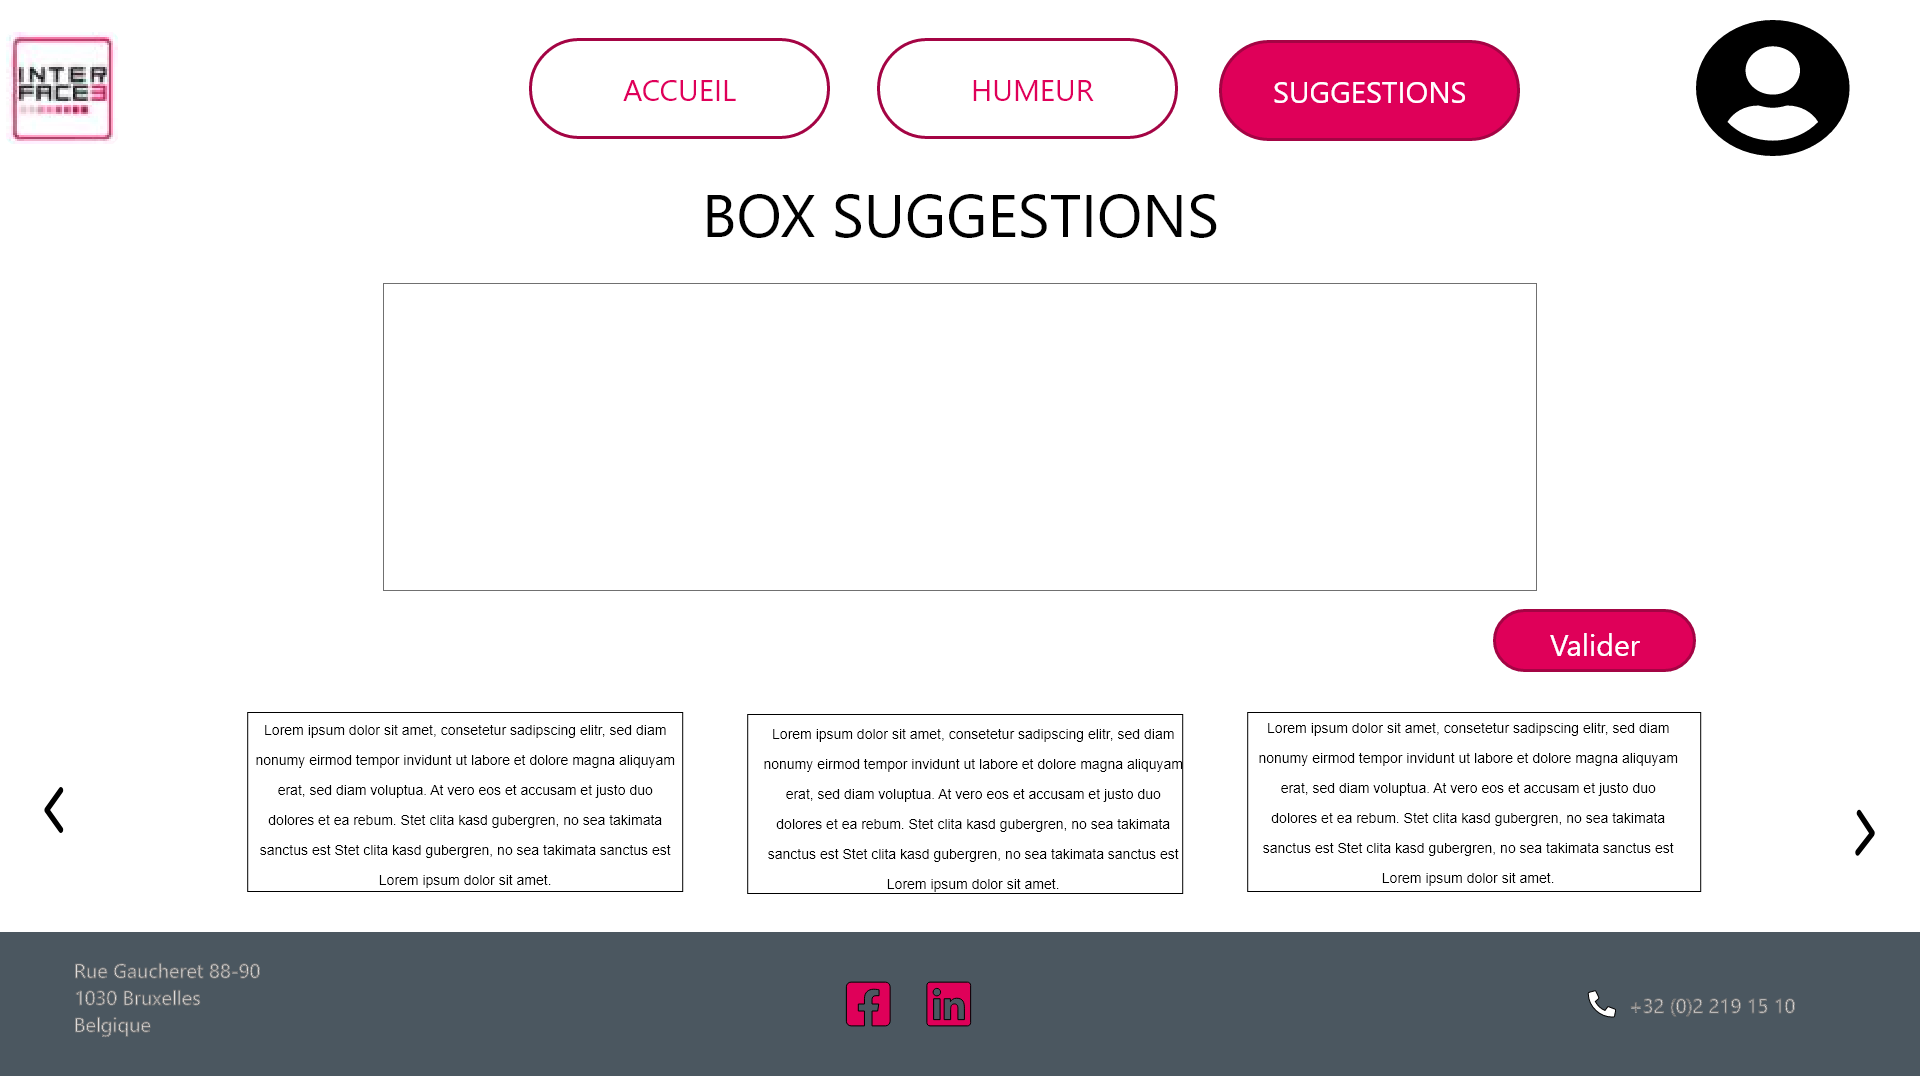 INTER
FACE3
ACCUEIL
HUMEUR
SUGGESTIONS
BOX SUGGESTIONS
Valider
Lorem ipsum dolor sit amet, consetetur sadipscing elitr, sed diam
nonumy eirmod tempor invidunt ut labore et dolore magna aliquyam
erat, sed diam voluptua. At vero eos et accusam et justo duo
dolores et ea rebum. Stet clita kasd gubergren, no sea takimata
sanctus est Stet clita kasd gubergren, no sea takimata sanctus est
Lorem ipsum dolor sit amet.
Lorem ipsum dolor sit amet, consetetur sadipscing elitr, sed diam
nonumy eirmod tempor invidunt ut labore et dolore magna aliquyam
erat, sed diam voluptua. At vero eos et accusam et justo duo
dolores et ea rebum. Stet clita kasd gubergren, no sea takimata
sanctus est Stet clita kasd gubergren, no sea takimata sanctus est
Lorem ipsum dolor sit amet.
Lorem ipsum dolor sit amet, consetetur sadipscing elitr, sed diam
nonumy eirmod tempor invidunt ut labore et dolore magna aliquyam
erat, sed diam voluptua. At vero eos et accusam et justo duo
dolores et ea rebum. Stet clita kasd gubergren, no sea takimata
sanctus est Stet clita kasd gubergren, no sea takimata sanctus est
Lorem ipsum dolor sit amet.
Rue Gaucheret 88-90
1030 Bruxelles
Belgique
+32 (0)2 219 15 10